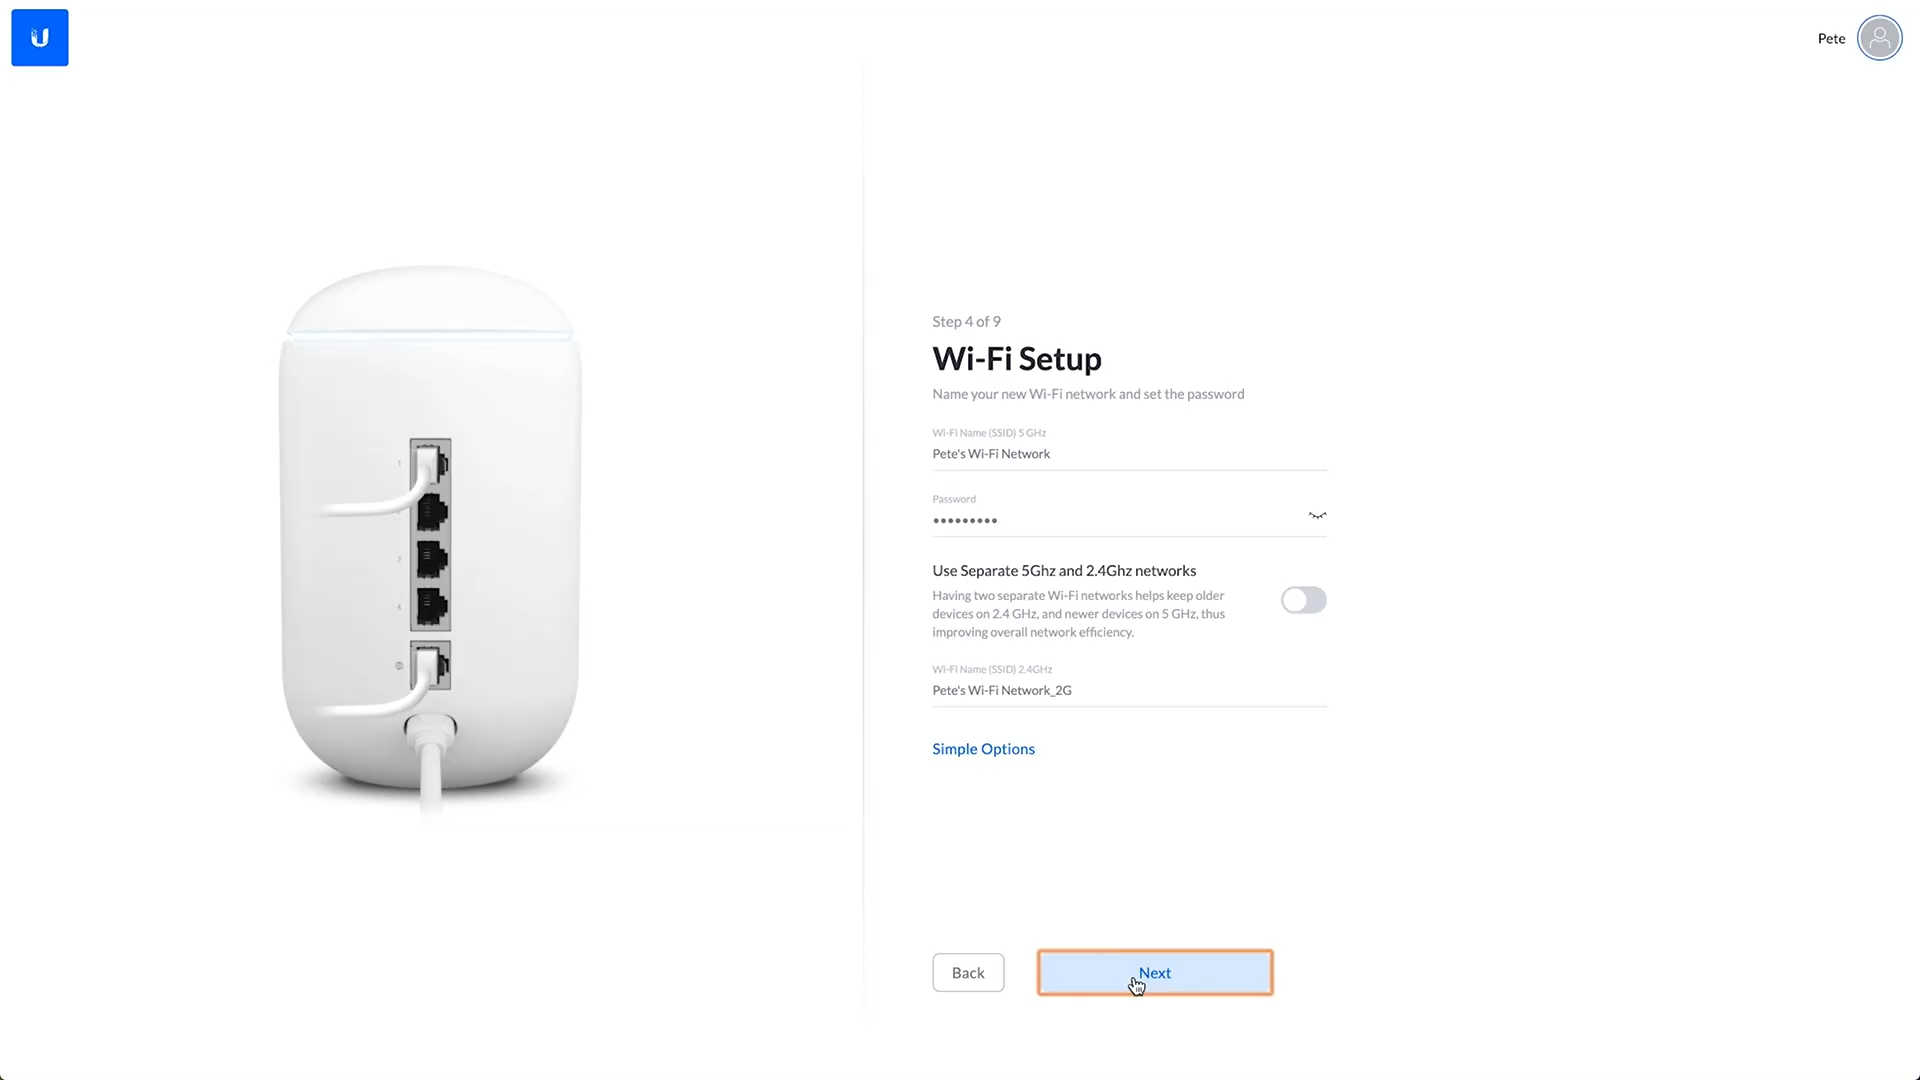 Pete
Step 4 of 9
Wi-Fi Setup
Name your new Wi-Fi network and set the password
Wi-Fi Name (SSID) 5 GHz
Pete's Wi-Fi Network
Password
•••••••••
Use Separate 5Ghz and 2.4Ghz networks
Having two separate Wi-Fi networks helps keep older
devices on 2.4 GHz, and newer devices on 5 GHz, thus
improving overall network efficiency.
Wi-Fi Name (SSID) 2.4GHz
Pete's Wi-Fi Network_2G
Simple Options
Back
Next